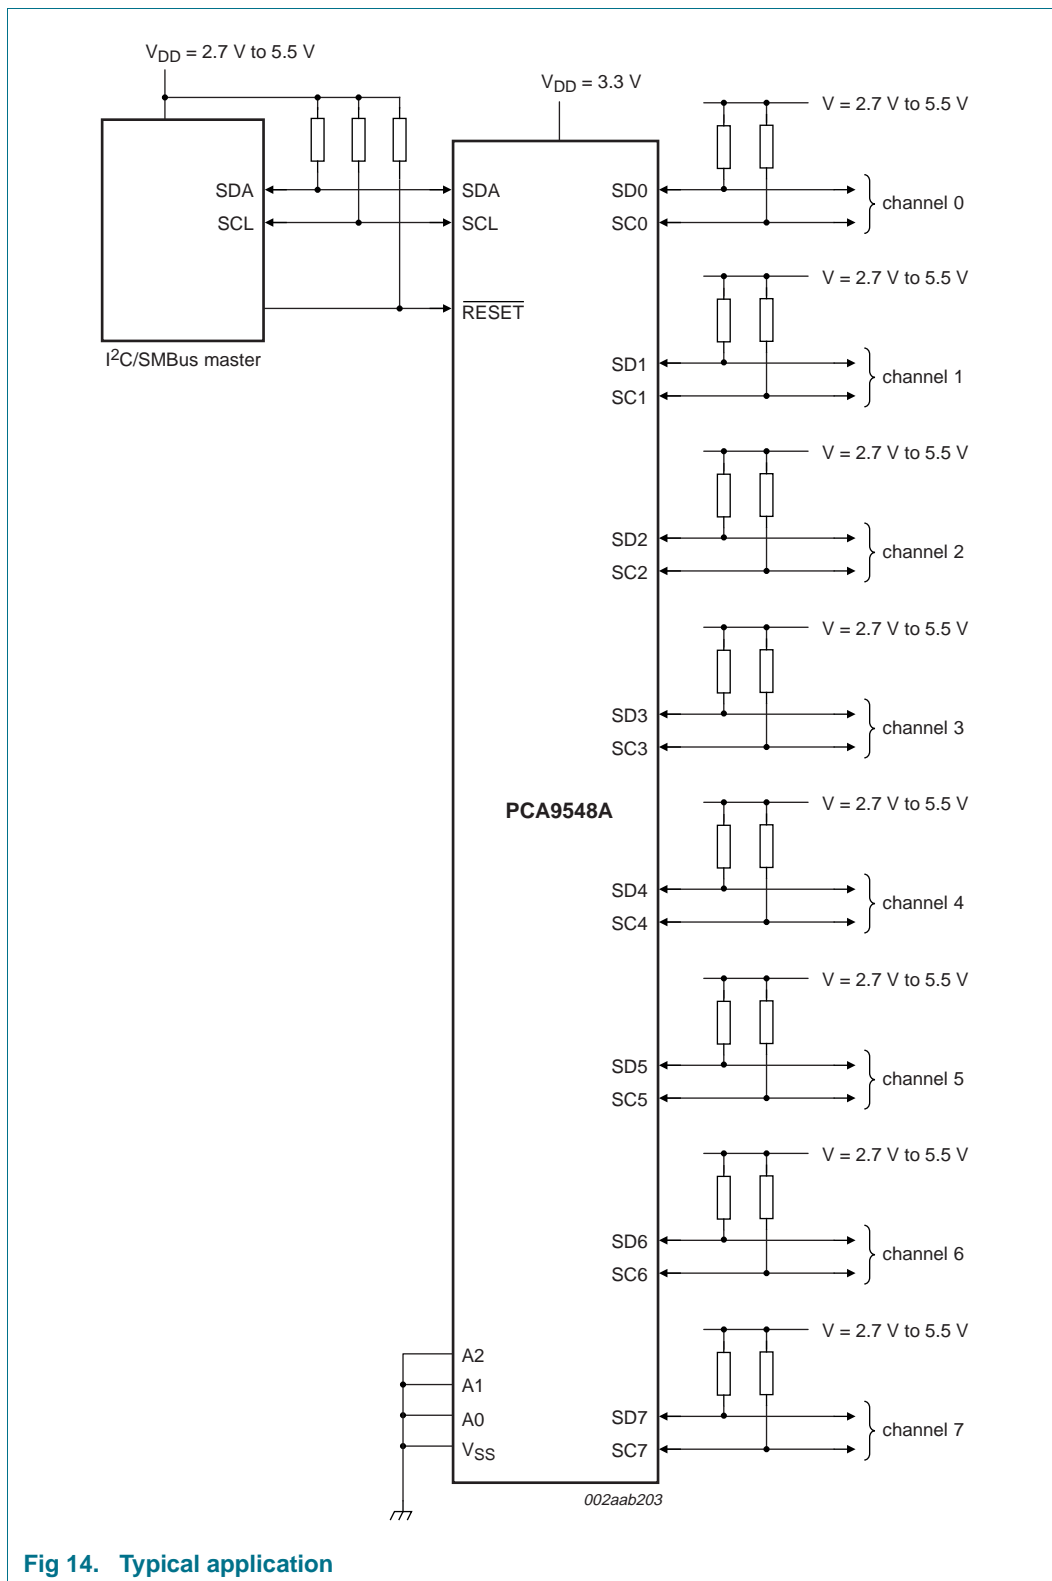 V_DD = 2.7 V to 5.5 V
V_DD = 3.3 V
V = 2.7 V to 5.5 V
SDA
SCL
SDA
SCL
RESET
I²C/SMBus master
SD0
SC0
channel 0
V = 2.7 V to 5.5 V
SD1
SC1
channel 1
V = 2.7 V to 5.5 V
SD2
SC2
channel 2
V = 2.7 V to 5.5 V
SD3
SC3
channel 3
PCA9548A
V = 2.7 V to 5.5 V
SD4
SC4
channel 4
V = 2.7 V to 5.5 V
SD5
SC5
channel 5
V = 2.7 V to 5.5 V
SD6
SC6
channel 6
V = 2.7 V to 5.5 V
SD7
SC7
channel 7
A2
A1
A0
V_SS
002aab203
Fig 14. Typical application